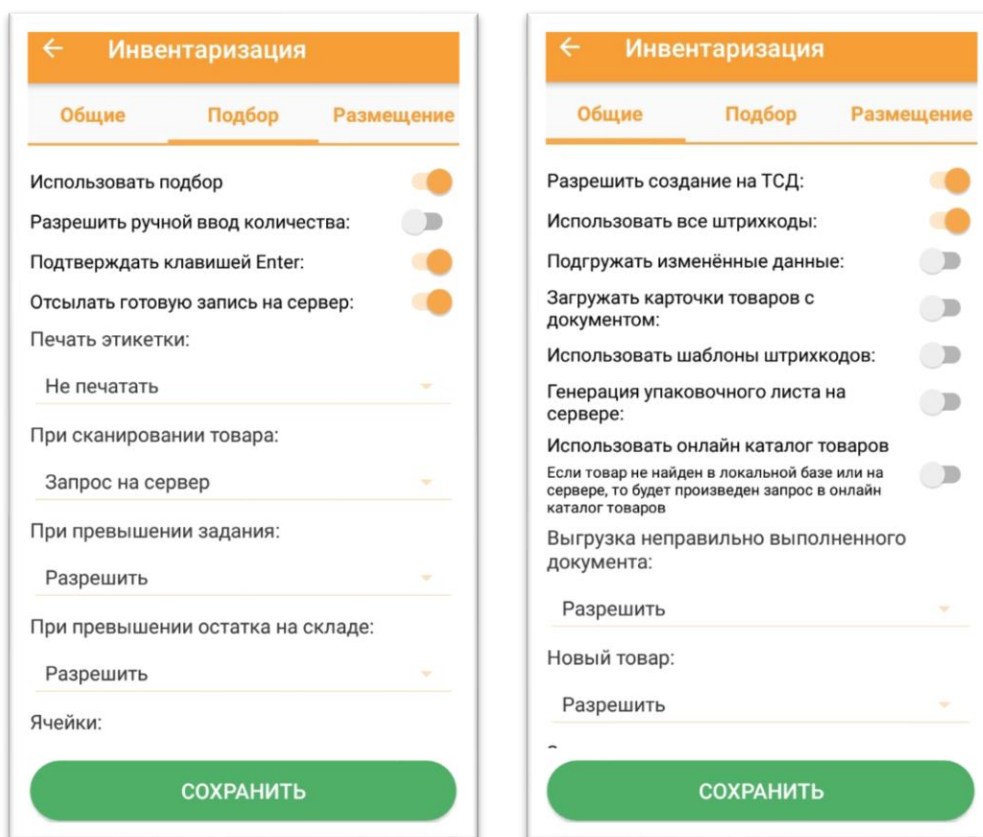 Инвентаризация
Общие Подбор Размещение
Использовать подбор
Разрешить ручной ввод количества:
Подтверждать клавишей Enter:
Отсылать готовую запись на сервер:
Печать этикетки:
Не печатать
При сканировании товара:
Запрос на сервер
При превышении задания:
Разрешить
При превышении остатка на складе:
Разрешить
Ячейки:
СОХРАНИТЬ
Инвентаризация
Общие Подбор Размещение
Разрешить создание на ТСД:
Использовать все штрихкоды:
Подгружать изменённые данные:
Загружать карточки товаров с
документом:
Использовать шаблоны штрихкодов:
Генерация упаковочного листа на
сервере:
Использовать онлайн каталог товаров
Если товар не найден в локальной базе или на
сервере, то будет произведен запрос в онлайн
каталог товаров
Выгрузка неправильно выполненного
документа:
Разрешить
Новый товар:
Разрешить
СОХРАНИТЬ